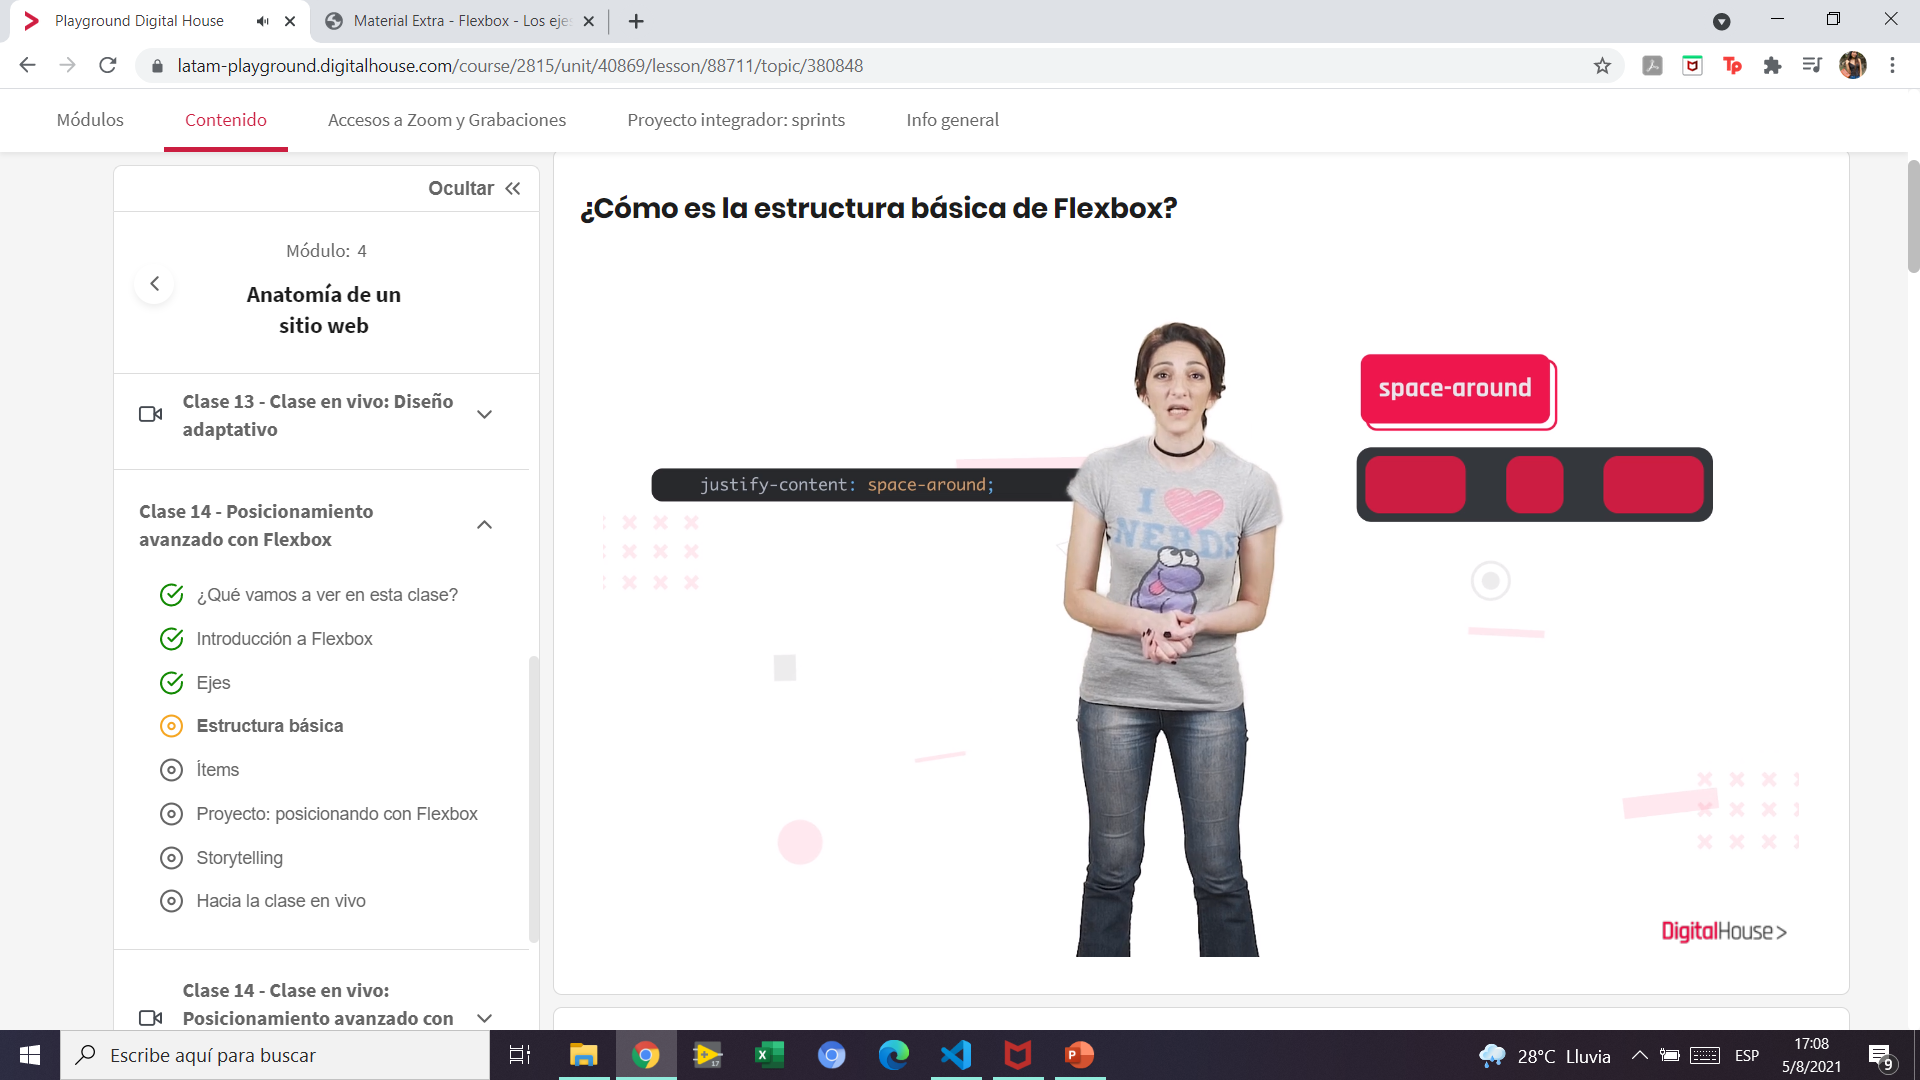 Playground Digital House
Material Extra - Flexbox - Los eje
latam-playground.digitalhouse.com/course/2815/unit/40869/lesson/88711/topic/380848
Módulos
Contenido
Accesos a Zoom y Grabaciones
Proyecto integrador: sprints
Info general
Ocultar
Módulo: 4
Anatomía de un
sitio web
Clase 13 - Clase en vivo: Diseño
adaptativo
Clase 14 - Posicionamiento
avanzado con Flexbox
¿Qué vamos a ver en esta clase?
Introducción a Flexbox
Ejes
Estructura básica
Ítems
Proyecto: posicionando con Flexbox
Storytelling
Hacia la clase en vivo
Clase 14 - Clase en vivo:
Posicionamiento avanzado con
¿Cómo es la estructura básica de Flexbox?
justify-content: space-around;
I
NERDS
space-around
DigitalHouse>
Escribe aquí para buscar
28°C Lluvia
ESP
17:08
5/8/2021
9